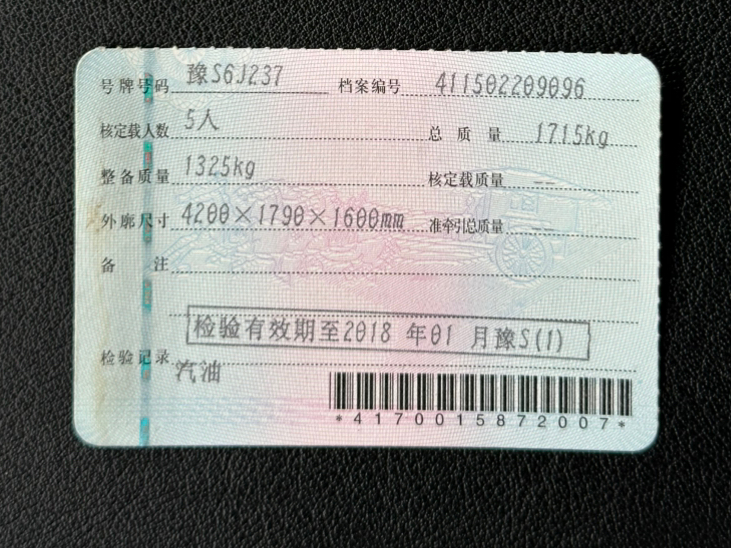 号牌号码 豫S6J237 档案编号 411502209096
核定载人数 5人 总质量 1715kg
整备质量 1325kg 核定载质量 --
外廓尺寸 4200×1790×1600mm 准牵引总质量 --
备注
检验有效期至2018 年01 月豫S(1)
检验记录 汽油
*4170015872007*